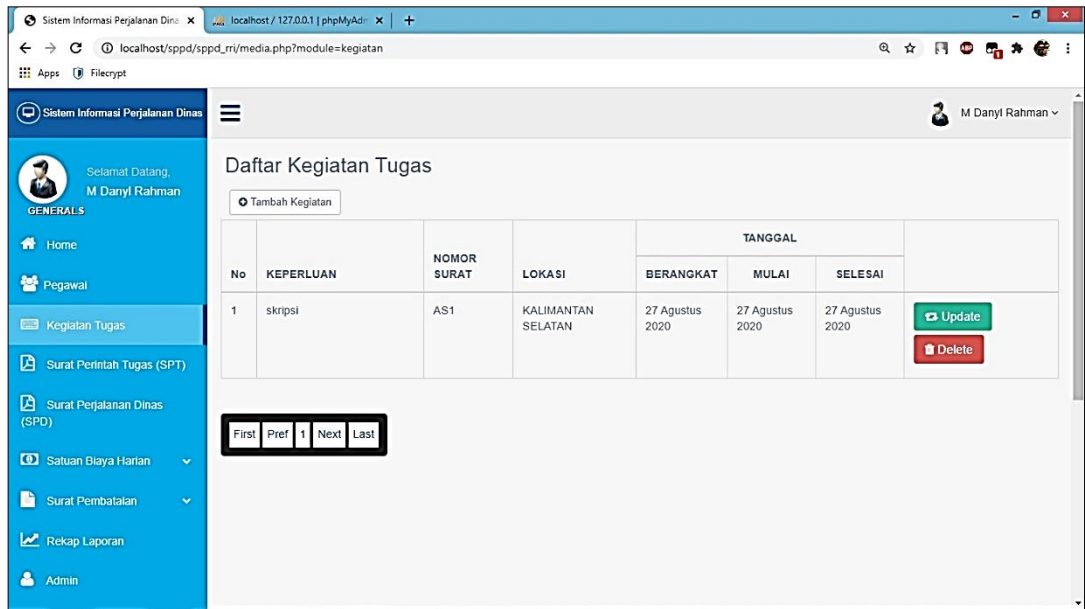 Sistem Informasi Perjalanan Dina
localhost / 127.0.0.1 | phpMyAdm
localhost/sppd/sppd_rri/media.php?module=kegiatan
ABP
1
Apps
Filecrypt
Sistem Informasi Perjalanan Dinas
M Danyl Rahman
Selamat Datang,
M Danyl Rahman
GENERALS
Home
Pegawai
Kegiatan Tugas
Surat Perintah Tugas (SPT)
Surat Perjalanan Dinas
(SPD)
Satuan Biaya Harian
Surat Pembatalan
Rekap Laporan
Admin
Daftar Kegiatan Tugas
Tambah Kegiatan
No
KEPERLUAN
NOMOR
SURAT
LOKASI
TANGGAL
BERANGKAT
MULAI
SELESAI
1
skripsi
AS1
KALIMANTAN
SELATAN
27 Agustus
2020
27 Agustus
2020
27 Agustus
2020
Update
Delete
First Pref 1 Next Last